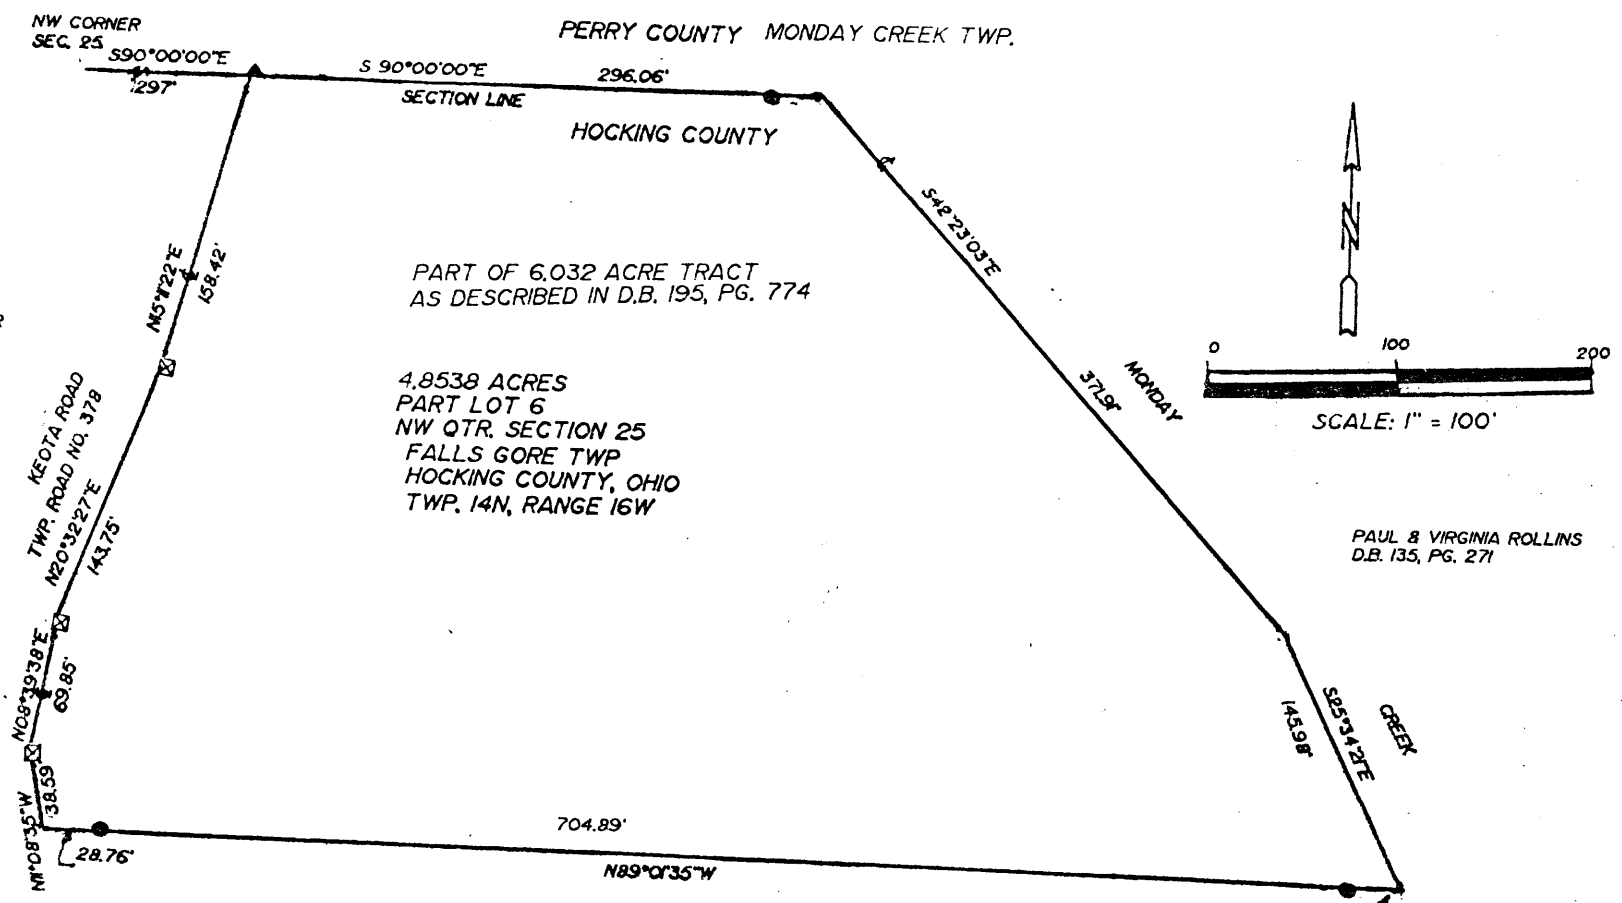 NW CORNER
SEC. 25
PERRY COUNTY MONDAY CREEK TWP.
S90°00'00"E
1297'
S 90°00'00"E
296.06'
SECTION LINE
HOCKING COUNTY
S42°23'03"E
371.91'
N15°11'22"E
158.42'
PART OF 6.032 ACRE TRACT
AS DESCRIBED IN D.B. 195, PG. 774
4.8538 ACRES
PART LOT 6
NW QTR. SECTION 25
FALLS GORE TWP
HOCKING COUNTY, OHIO
TWP. 14N, RANGE 16W
N
0 100 200
SCALE: 1" = 100'
MONDAY
CREEK
KEOTA ROAD
TWP. ROAD NO. 378
N20°32'27"E
143.75'
PAUL & VIRGINIA ROLLINS
D.B. 135, PG. 271
N08°39'38"E
69.85'
S25°34'21"E
145.98'
N11°08'35"W
38.59
28.76'
704.89'
N89°01'35"W